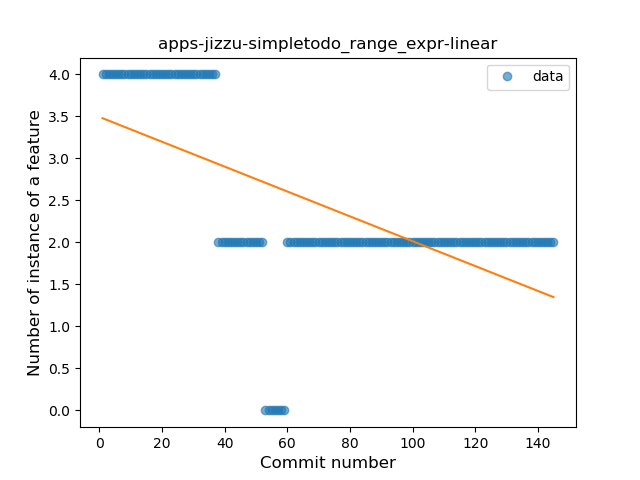 apps-jizzu-simpletodo_range_expr-linear
data
4.0
3.5
3.0
2.5
2.0
1.5
1.0
0.5
0.0
Number of instance of a feature
0 20 40 60 80 100 120 140
Commit number